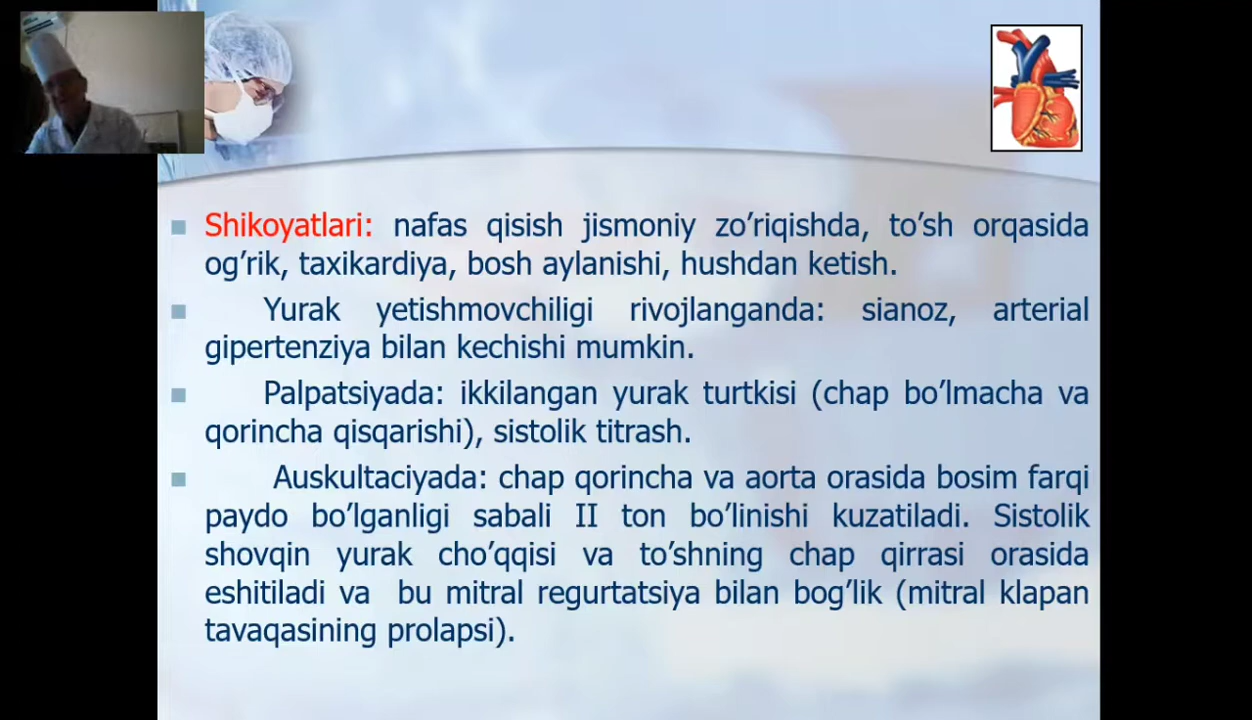 Shikoyatlari: nafas qisish jismoniy zo’riqishda, to’sh orqasida
og’rik, taxikardiya, bosh aylanishi, hushdan ketish.
Yurak yetishmovchiligi rivojlanganda: sianoz, arterial
gipertenziya bilan kechishi mumkin.
Palpatsiyada: ikkilangan yurak turtkisi (chap bo’lmacha va
qorincha qisqarishi), sistolik titrash.
Auskultaciyada: chap qorincha va aorta orasida bosim farqi
paydo bo’lganligi sabali II ton bo’linishi kuzatiladi. Sistolik
shovqin yurak cho’qqisi va to’shning chap qirrasi orasida
eshitiladi va bu mitral regurtatsiya bilan bog’lik (mitral klapan
tavaqasining prolapsi).